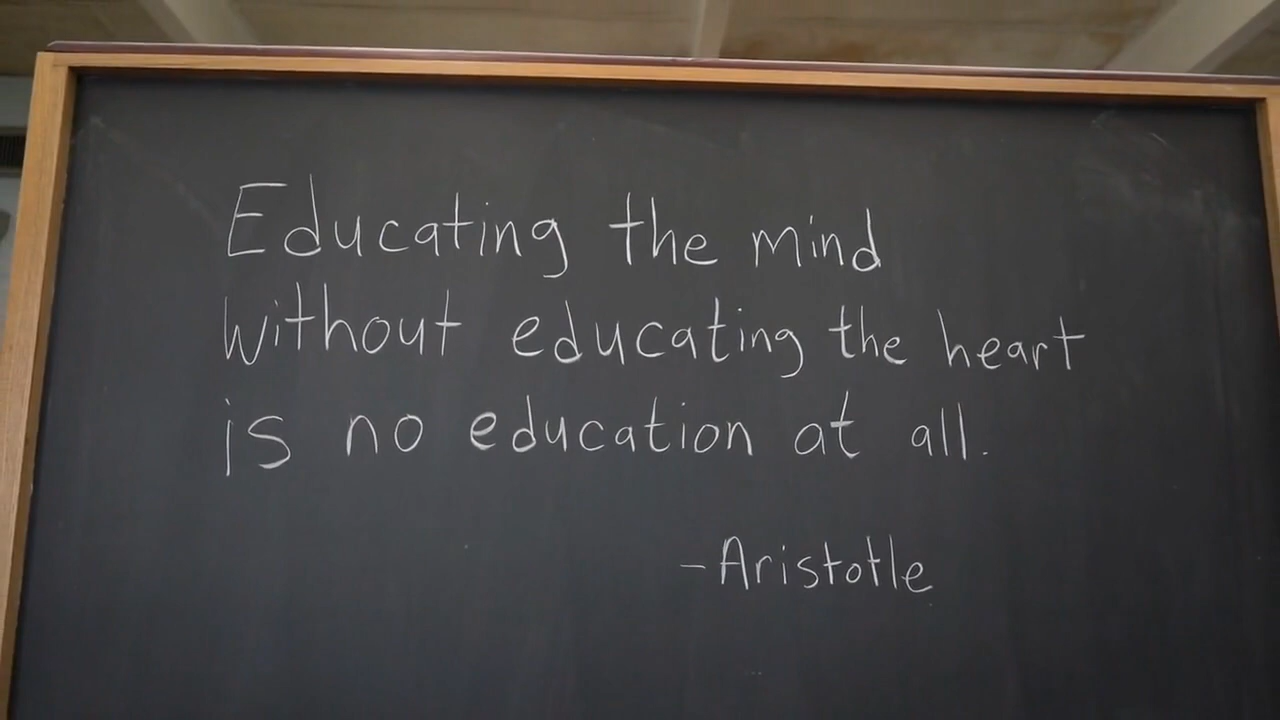 Educating the mind
without educating the heart
is no education at all.
-Aristotle